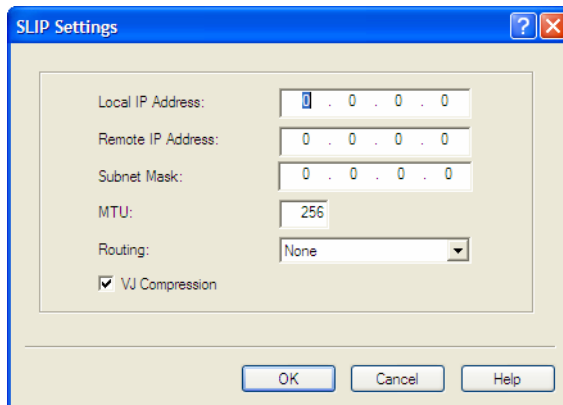 SLIP Settings
Local IP Address: 0 . 0 . 0 . 0
Remote IP Address: 0 . 0 . 0 . 0
Subnet Mask: 0 . 0 . 0 . 0
MTU: 256
Routing: None
VJ Compression
OK Cancel Help